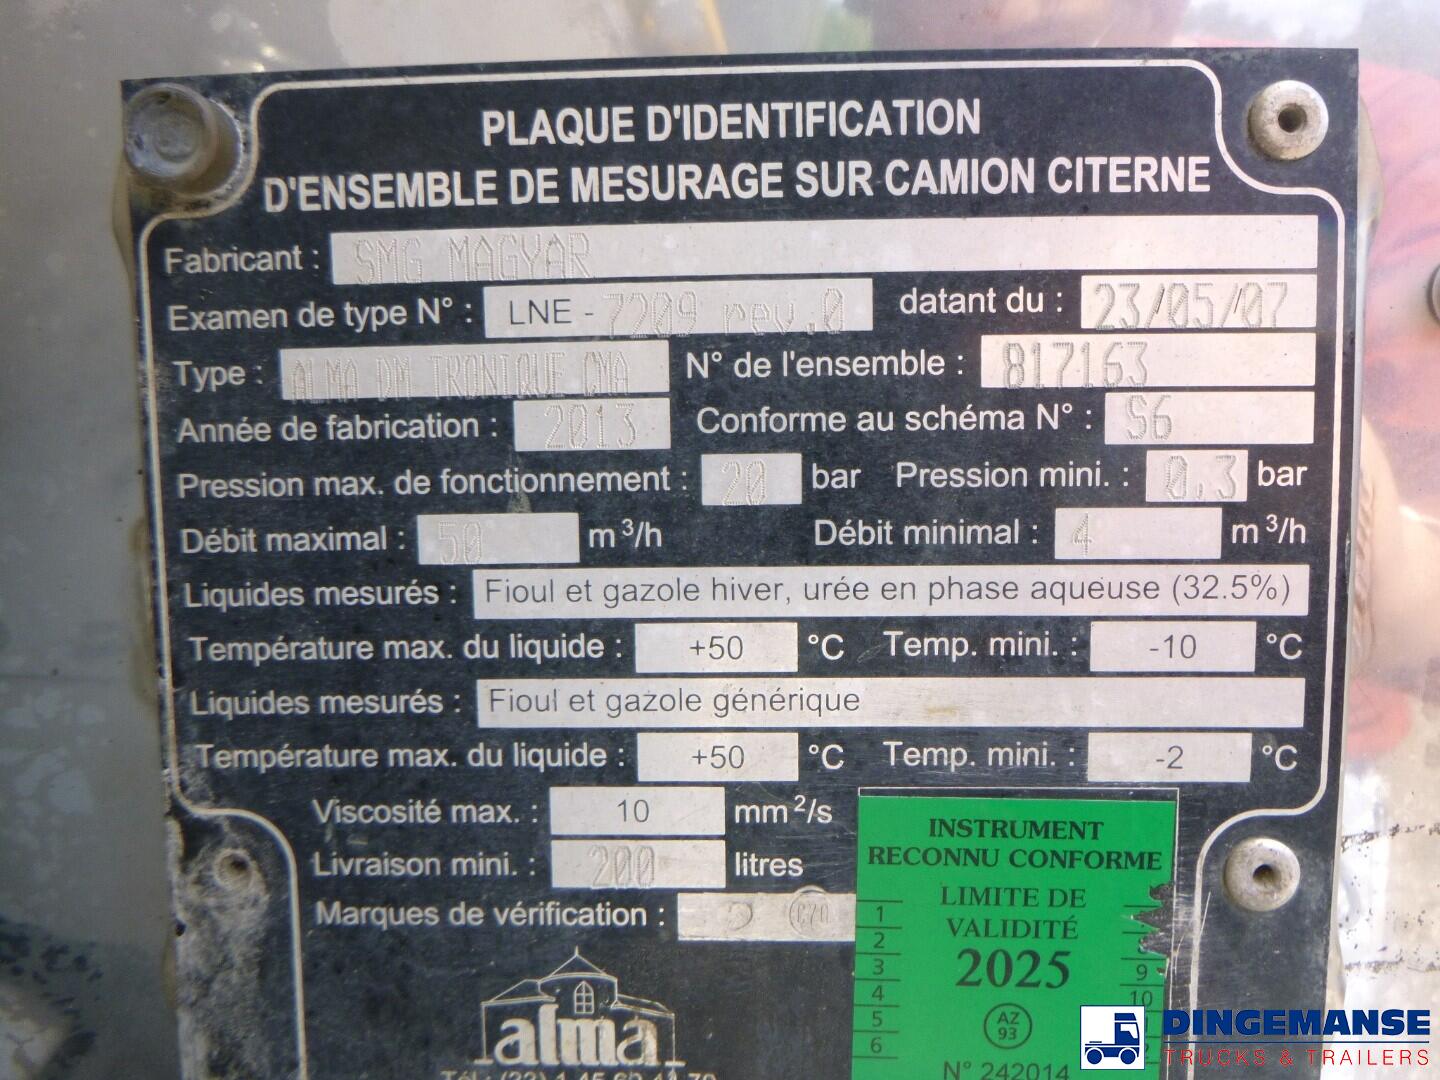 PLAQUE D'IDENTIFICATION
D'ENSEMBLE DE MESURAGE SUR CAMION CITERNE
Fabricant : SMG MAGYAR
Examen de type N° : LNE - 7209 rev.0 datant du : 23/05/07
Type : ALMA DM TRONIQUE CMA N° de l'ensemble : 817163
Année de fabrication : 2013 Conforme au schéma N° : S6
Pression max. de fonctionnement : 20 bar Pression mini. : 0,3 bar
Débit maximal : 50 m³/h Débit minimal : 4 m³/h
Liquides mesurés : Fioul et gazole hiver, urée en phase aqueuse (32.5%)
Température max. du liquide : +50 °C Temp. mini. : -10 °C
Liquides mesurés : Fioul et gazole générique
Température max. du liquide : +50 °C Temp. mini. : -2 °C
Viscosité max. : 10 mm²/s
Livraison mini. : 200 litres
Marques de vérification :
alma
INSTRUMENT
RECONNU CONFORME
LIMITE DE
VALIDITÉ
2025
1
2
3
4
5
6
9
10
AZ
93
N° 242014
DINGEMANSE
TRUCKS & TRAILERS